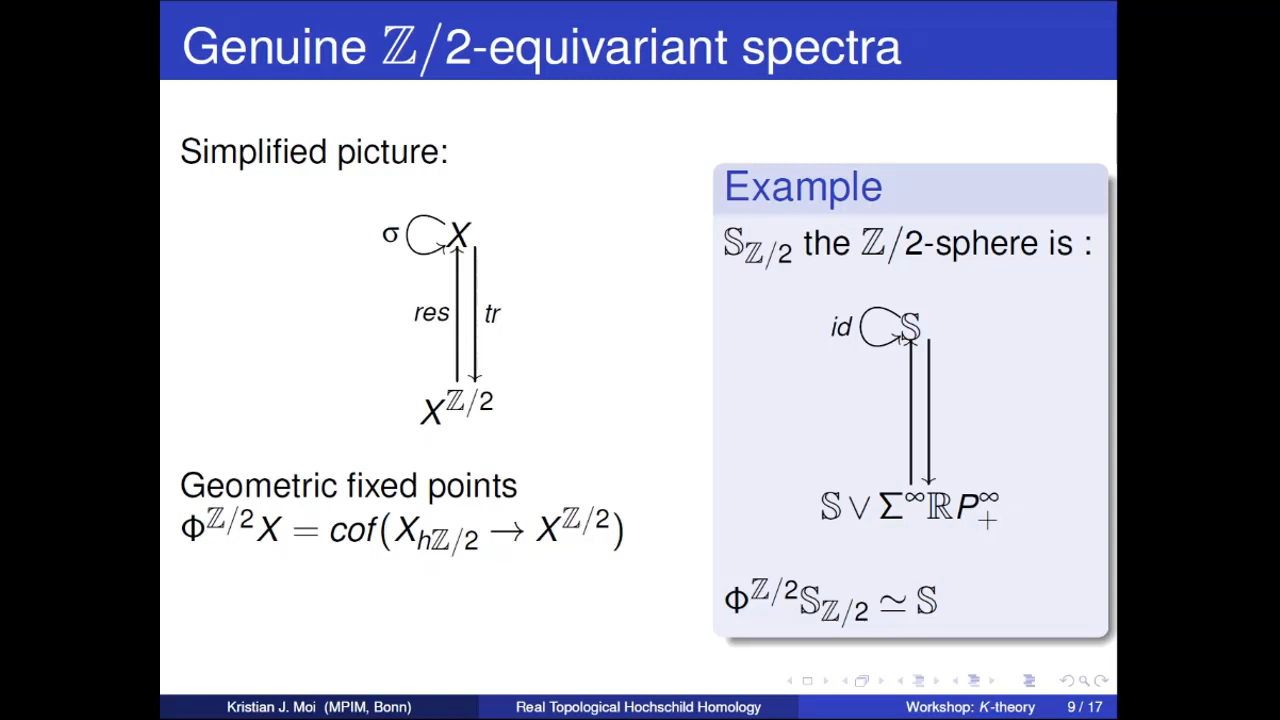 Genuine ℤ/2-equivariant spectra
Simplified picture:
σ X
res tr
X^{ℤ/2}
Geometric fixed points
Φ^{ℤ/2}X = cof(X_{hℤ/2} → X^{ℤ/2})
Example
𝕊_{ℤ/2} the ℤ/2-sphere is :
id 𝕊
𝕊 ∨ Σ^∞ℝP^∞_+
Φ^{ℤ/2}𝕊_{ℤ/2} ≃ 𝕊
Kristian J. Moi (MPIM, Bonn) Real Topological Hochschild Homology Workshop: K-theory 9 / 17